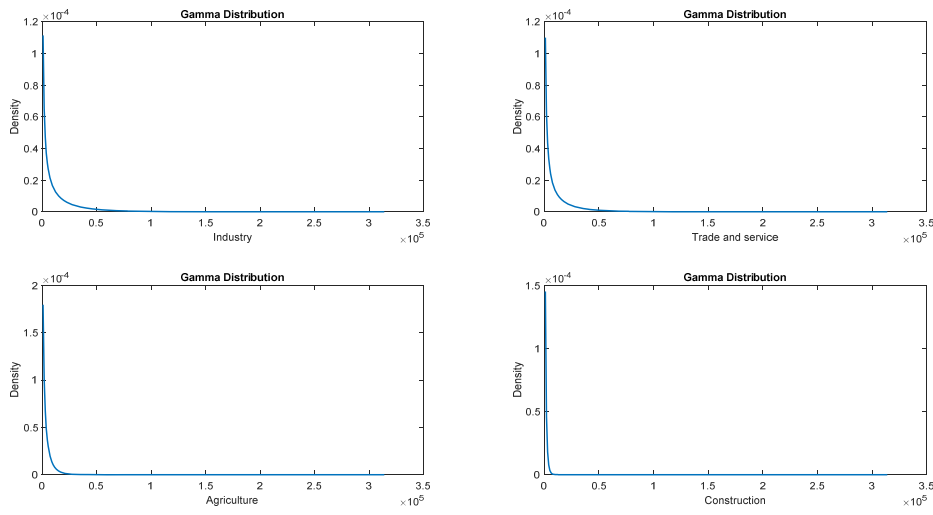 Gamma Distribution
×10-4
1.2
1
0.8
0.6
0.4
0.2
0
Density
0 0.5 1 1.5 2 2.5 3 3.5
Industry
×105
Gamma Distribution
×10-4
1.2
1
0.8
0.6
0.4
0.2
0
Density
0 0.5 1 1.5 2 2.5 3 3.5
Trade and service
×105
Gamma Distribution
×10-4
2
1.5
1
0.5
0
Density
0 0.5 1 1.5 2 2.5 3 3.5
Agriculture
×105
Gamma Distribution
×10-4
1.5
1
0.5
0
Density
0 0.5 1 1.5 2 2.5 3 3.5
Construction
×105